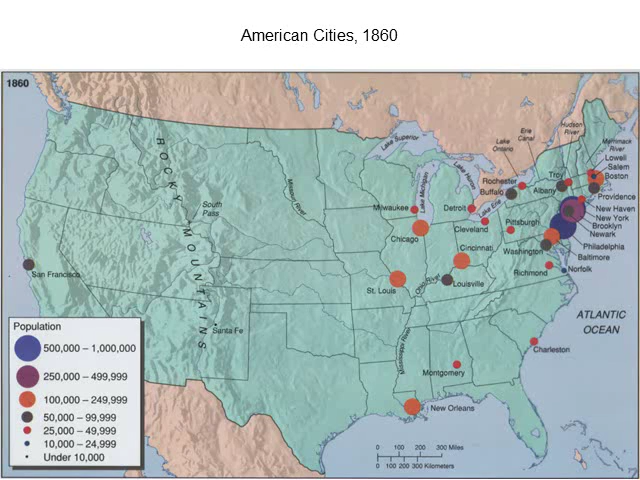 American Cities, 1860
1860
Hudson
River
Erie
Canal
Lake
Ontario
Merrimack
River
Lowell
Salem
Boston
Lake Superior
Lake Huron
Lake Michigan
Lake Erie
Rochester
Buffalo
Troy
Albany
Providence
New Haven
New York
Brooklyn
Newark
Philadelphia
Baltimore
Norfolk
Washington
Richmond
Milwaukee
Detroit
Cleveland
Pittsburgh
Chicago
Cincinnati
St. Louis
Ohio River
Louisville
Missouri River
Mississippi River
ROCKY MOUNTAINS
South
Pass
San Francisco
Santa Fe
ATLANTIC
OCEAN
Charleston
Montgomery
New Orleans
Population
500,000 – 1,000,000
250,000 – 499,999
100,000 – 249,999
50,000 – 99,999
25,000 – 49,999
10,000 – 24,999
Under 10,000
0 100 200 300 Miles
0 100 200 300 Kilometers